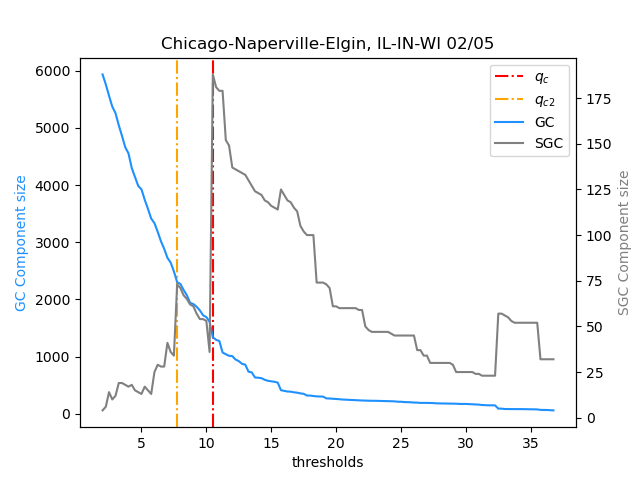 Chicago-Naperville-Elgin, IL-IN-WI 02/05
GC Component size
6000
5000
4000
3000
2000
1000
0
q_c
q_c2
GC
SGC
175
150
125
100
75
50
25
0
SGC Component size
5 10 15 20 25 30 35
thresholds